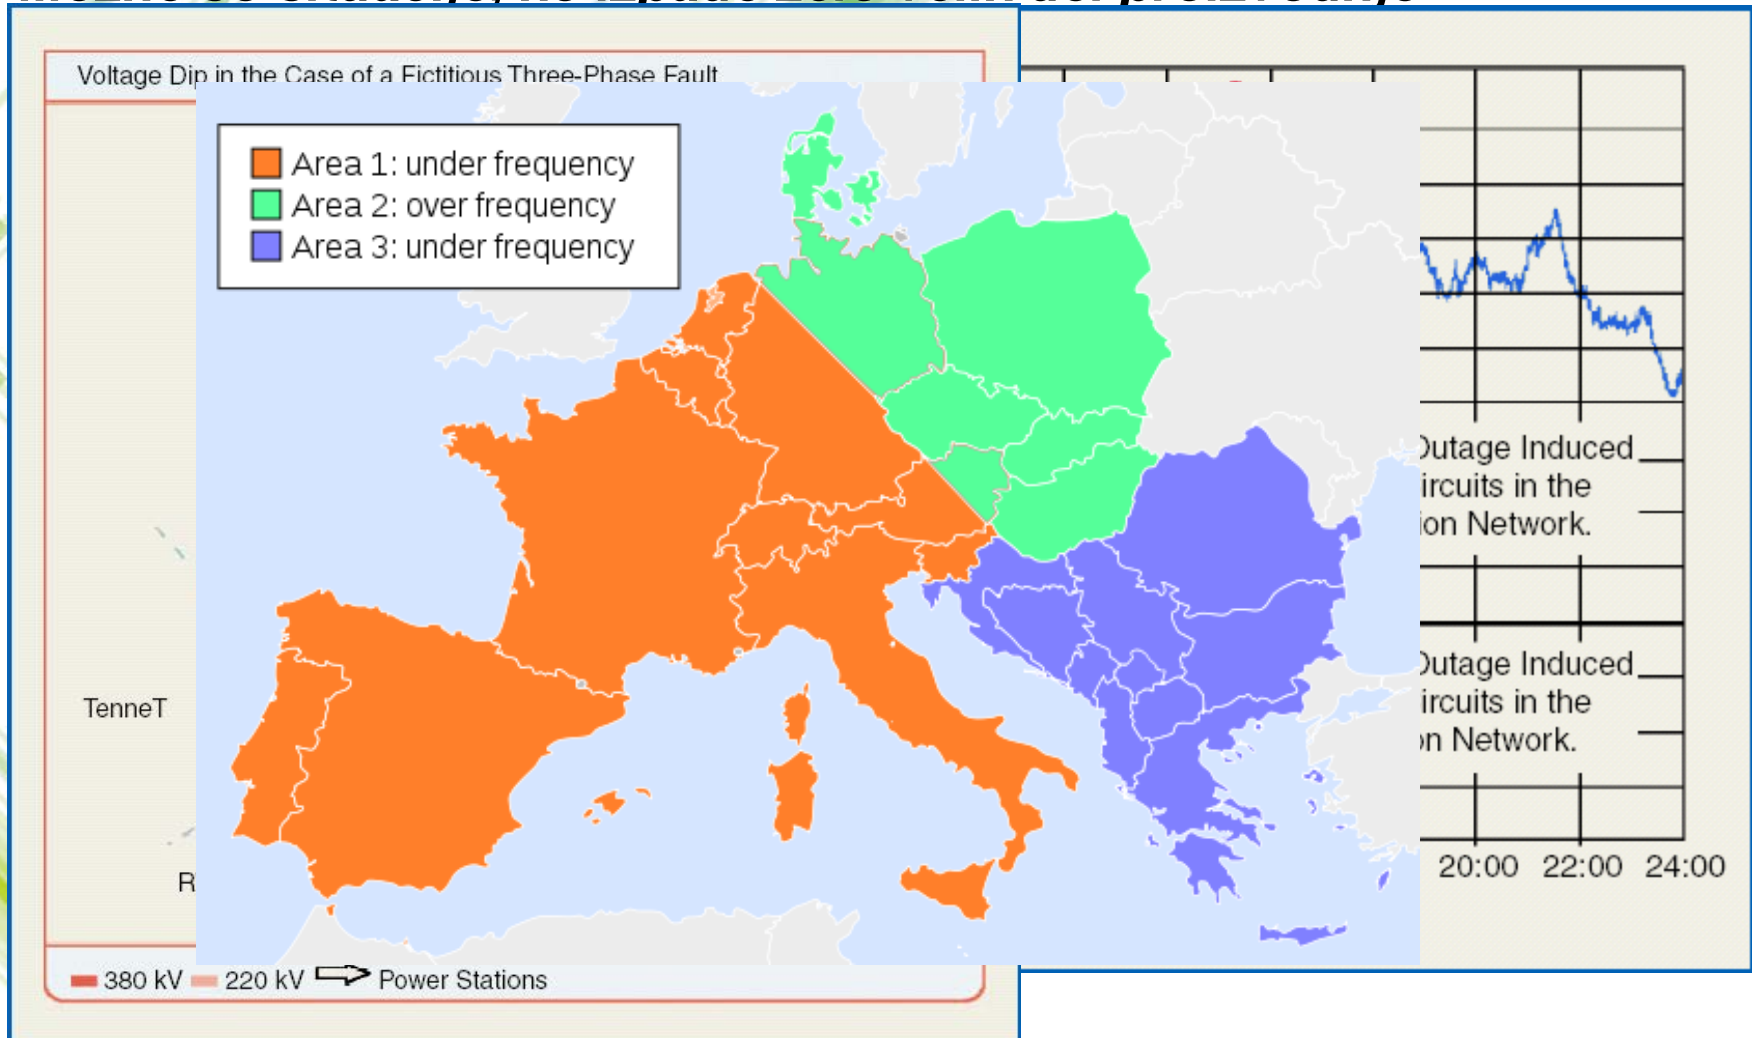 Voltage Dip in the Case of a Fictitious Three-Phase Fault
Area 1: under frequency
Area 2: over frequency
Area 3: under frequency
TenneT
R
380 kV 220 kV Power Stations
Outage Induced
ircuits in the
ion Network.
Outage Induced
ircuits in the
on Network.
20:00 22:00 24:00